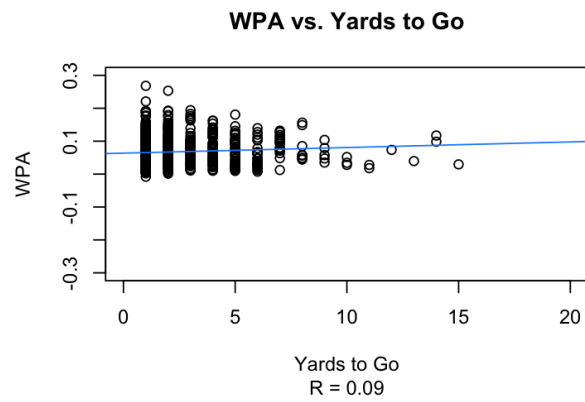 WPA vs. Yards to Go
WPA
0.3
0.1
-0.1
-0.3
0 5 10 15 20
Yards to Go
R = 0.09